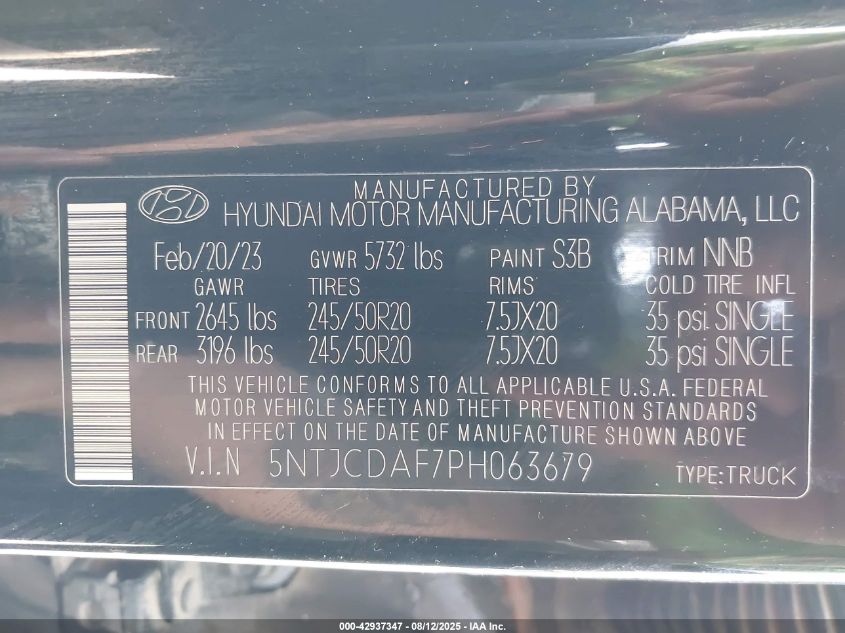 MANUFACTURED BY
HYUNDAI MOTOR MANUFACTURING ALABAMA, LLC
Feb/20/23 GVWR 5732 lbs PAINT S3B TRIM NNB
GAWR TIRES RIMS COLD TIRE INFL
FRONT 2645 lbs 245/50R20 7.5JX20 35 psi SINGLE
REAR 3196 lbs 245/50R20 7.5JX20 35 psi SINGLE
THIS VEHICLE CONFORMS TO ALL APPLICABLE U.S.A. FEDERAL
MOTOR VEHICLE SAFETY AND THEFT PREVENTION STANDARDS
IN EFFECT ON THE DATE OF MANUFACTURE SHOWN ABOVE
V.I.N 5NTJCDAF7PH063679 TYPE:TRUCK
000-42937347 - 08/12/2025 - IAA Inc.